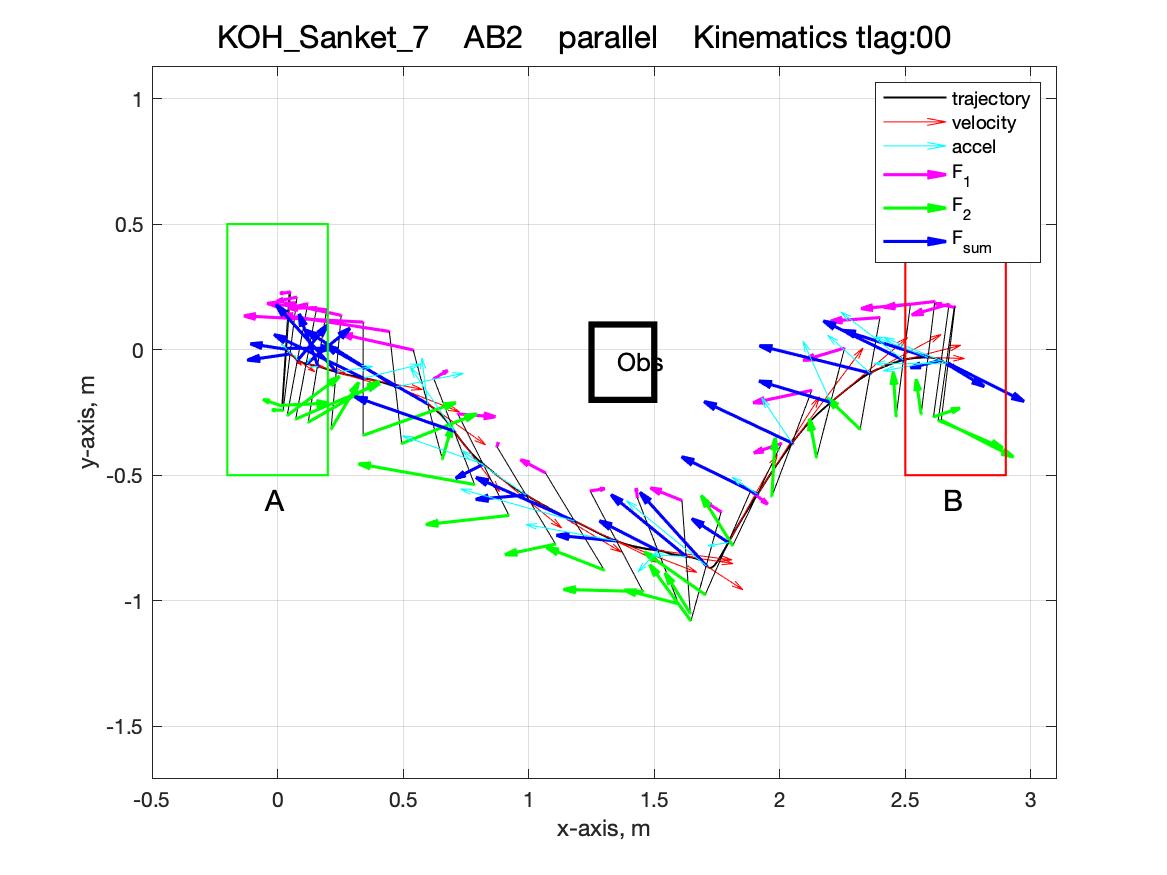 KOH_Sanket_7 AB2 parallel Kinematics tlag:00
trajectory
velocity
accel
F1
F2
Fsum
1
0.5
0
-0.5
-1
-1.5
y-axis, m
Obs
A
B
-0.5 0 0.5 1 1.5 2 2.5 3
x-axis, m